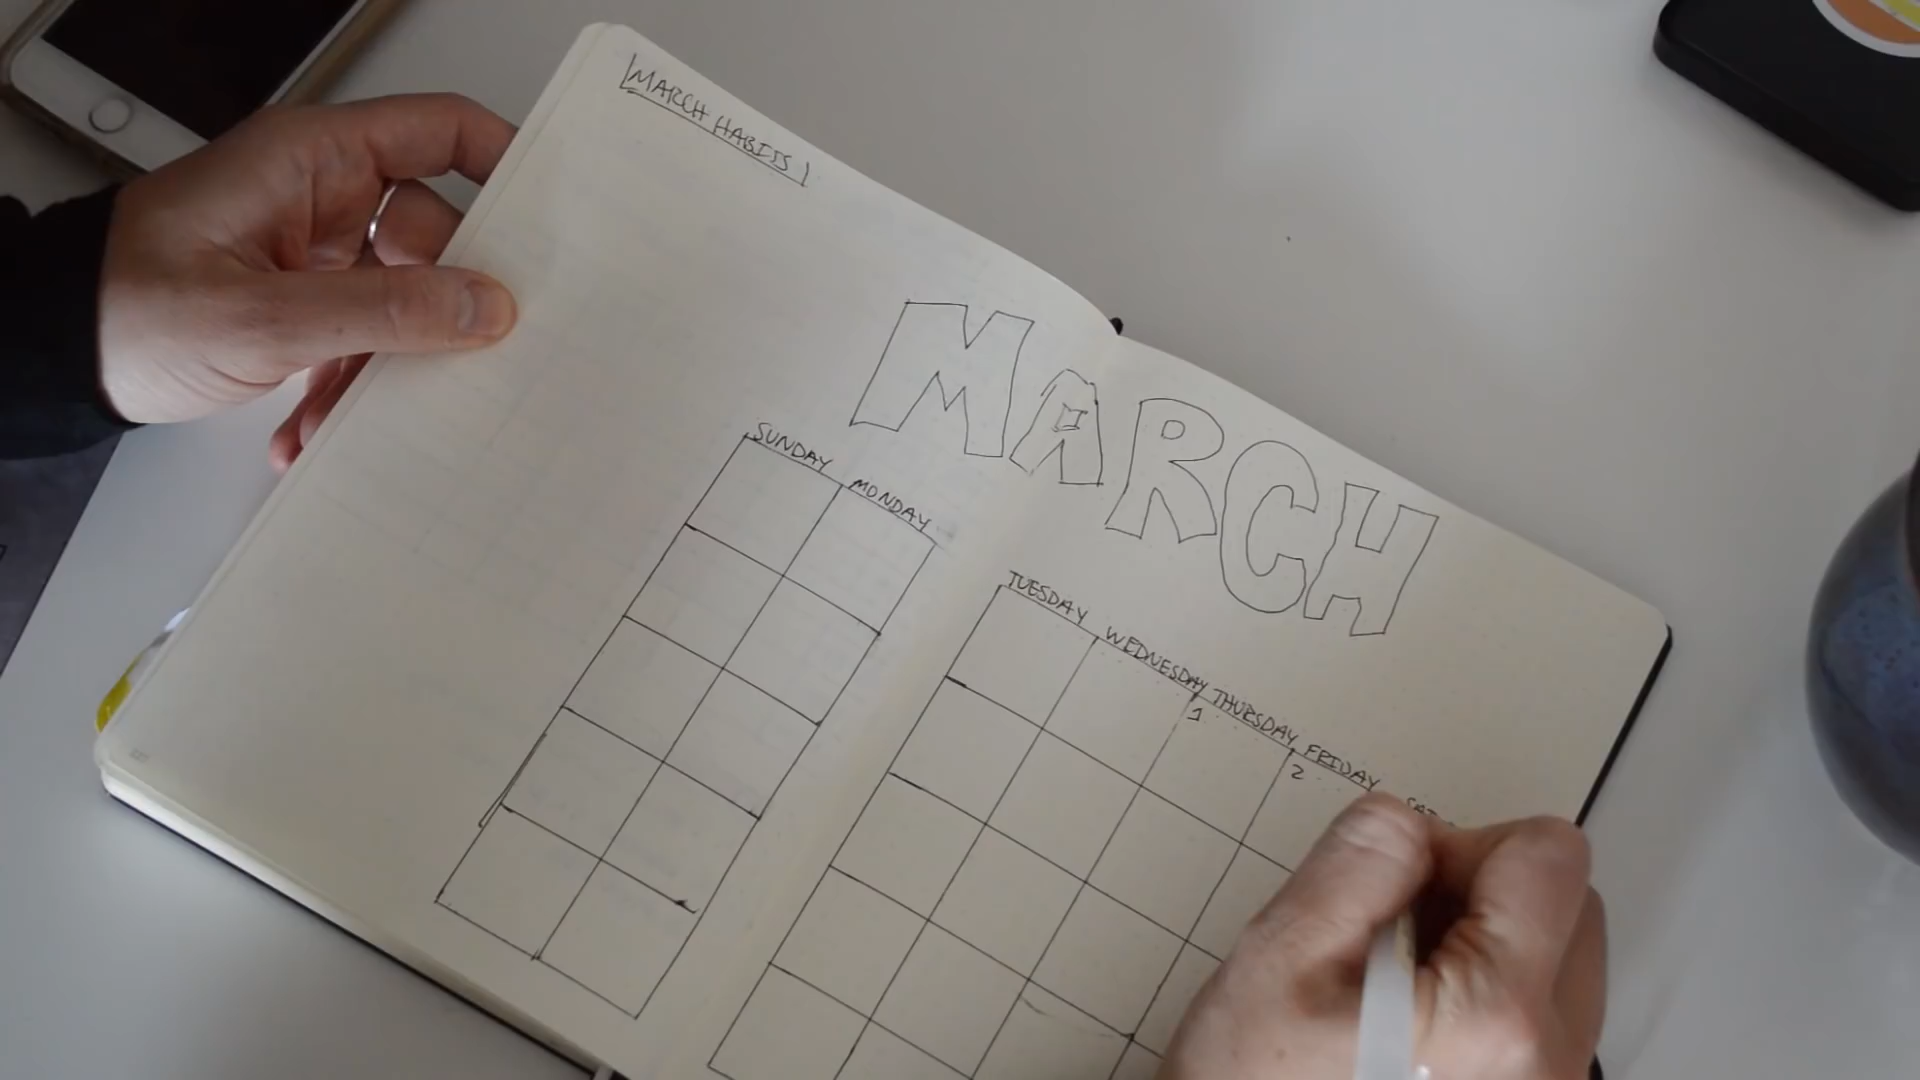 MARCH HABITS
MARCH
SUNDAY MONDAY
TUESDAY WEDNESDAY THURSDAY FRIDAY
1 2